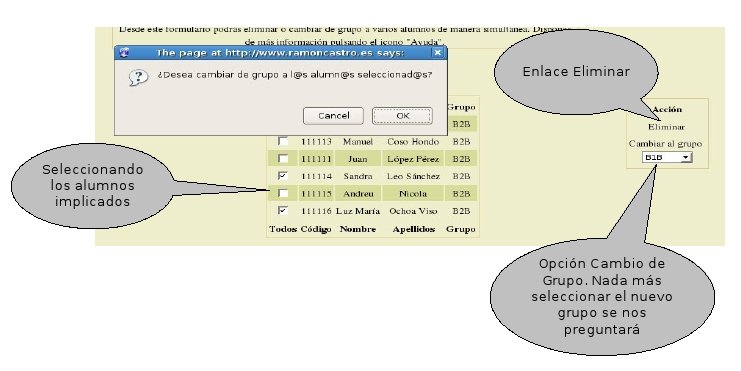 Desde este formulario podrás eliminar o cambiar de grupo a varios alumnos de manera simultánea. Dispones
de más información pulsando el icono "Ayuda".
The page at http://www.ramoncastro.es says:
¿Desea cambiar de grupo a l@s alumn@s seleccionad@s?
Cancel OK
Enlace Eliminar
Grupo
B2B
111113 Manuel Coso Hondo B2B
111111 Juan López Pérez B2B
111114 Sandra Leo Sánchez B2B
111115 Andreu Nicola B2B
111116 Luz María Ochoa Viso B2B
Todos Código Nombre Apellidos Grupo
Acción
Eliminar
Cambiar al grupo
B1B
Seleccionando
los alumnos
implicados
Opción Cambio de
Grupo. Nada más
seleccionar el nuevo
grupo se nos
preguntará